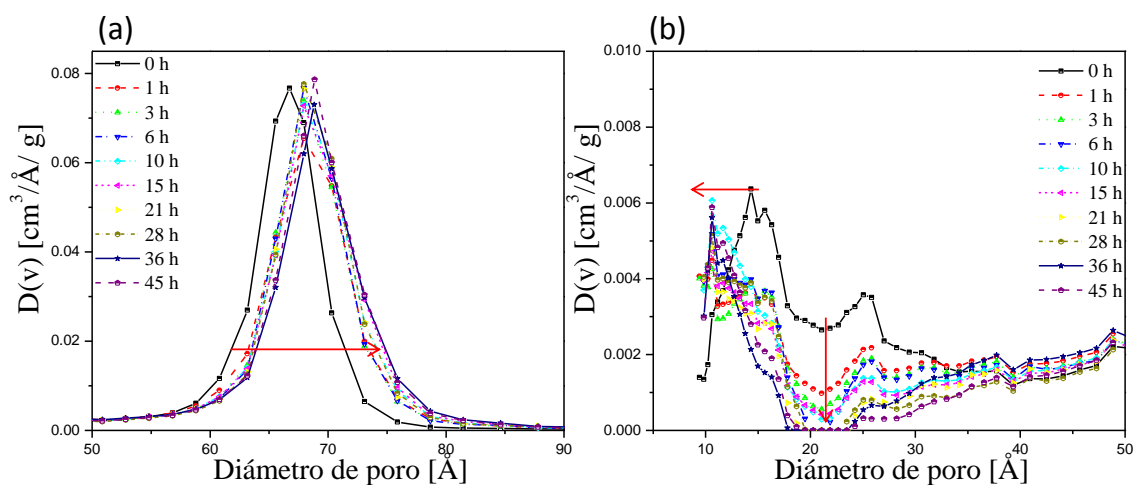 (a)
D(v) [cm³/Å/ g]
0.08
0.06
0.04
0.02
0.00
0 h
1 h
3 h
6 h
10 h
15 h
21 h
28 h
36 h
45 h
50 60 70 80 90
Diámetro de poro [Å]
(b)
D(v) [cm³/Å/ g]
0.010
0.008
0.006
0.004
0.002
0.000
0 h
1 h
3 h
6 h
10 h
15 h
21 h
28 h
36 h
45 h
10 20 30 40 50
Diámetro de poro [Å]